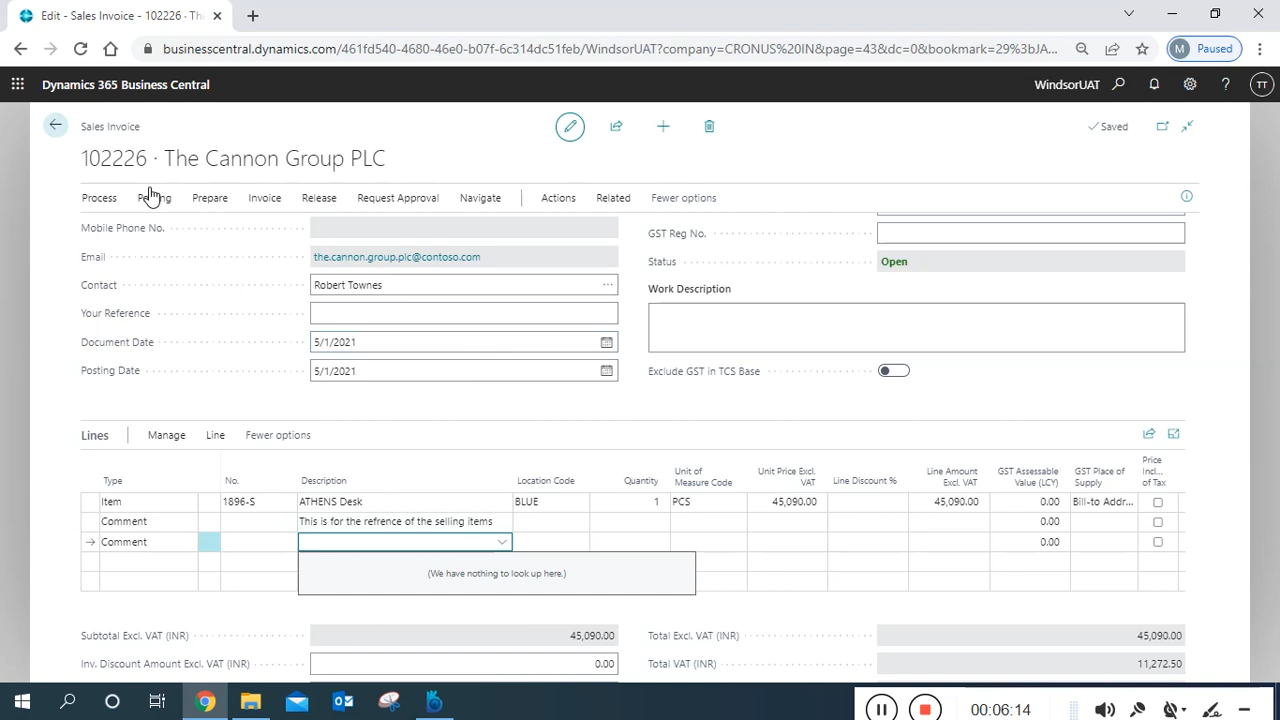 Edit - Sales Invoice - 102226 · The
businesscentral.dynamics.com/461fd540-4680-46e0-b07f-6c314dc51feb/WindsorUAT?company=CRONUS%20IN&page=43&dc=0&bookmark=29%3bJA...
M Paused
Dynamics 365 Business Central
WindsorUAT
TT
Sales Invoice
Saved
102226 · The Cannon Group PLC
Process Prepare Invoice Release Request Approval Navigate Actions Related Fewer options
Mobile Phone No.
GST Reg No.
Email the.cannon.group.plc@contoso.com
Status Open
Contact Robert Townes
Work Description
Your Reference
Document Date 5/1/2021
Posting Date 5/1/2021
Exclude GST in TCS Base
Lines Manage Line Fewer options
Type No. Description Location Code Quantity Unit of Measure Code Unit Price Excl. VAT Line Discount % Line Amount Excl. VAT GST Assessable Value (LCY) GST Place of Supply Price Incl... of Tax
Item 1896-S ATHENS Desk BLUE 1 PCS 45,090.00 45,090.00 0.00 Bill-to Addr...
Comment This is for the refrence of the selling items 0.00
Comment 0.00
(We have nothing to look up here.)
Subtotal Excl. VAT (INR) 45,090.00
Total Excl. VAT (INR) 45,090.00
Inv. Discount Amount Excl. VAT (INR) 0.00
Total VAT (INR) 11,272.50
00:06:14